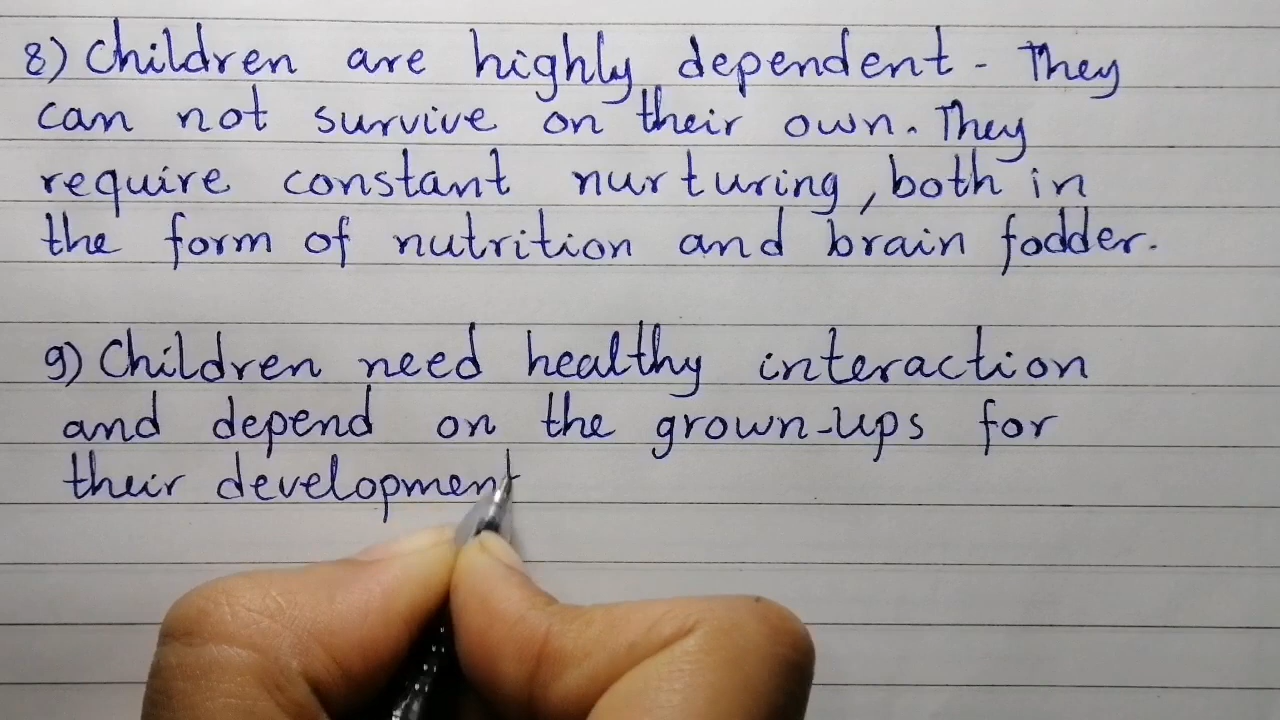 8) Children are highly dependent - They
can not survive on their own. They
require constant nurturing, both in
the form of nutrition and brain fodder.
9) Children need healthy interaction
and depend on the grown-ups for
their development